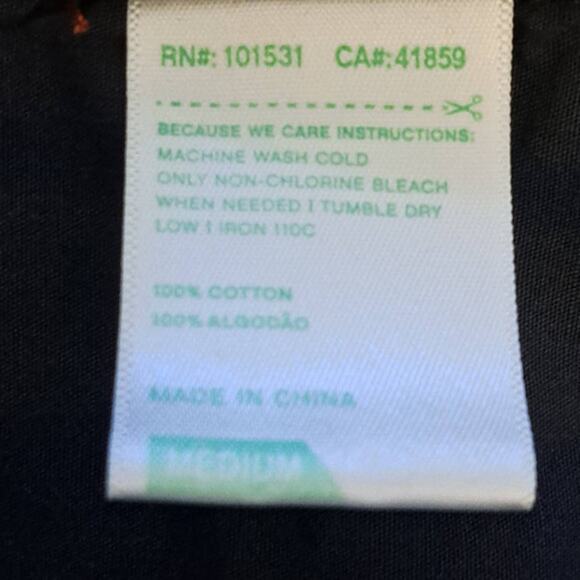 RN#: 101531 CA#: 41859
BECAUSE WE CARE INSTRUCTIONS:
MACHINE WASH COLD
ONLY NON-CHLORINE BLEACH
WHEN NEEDED I TUMBLE DRY
LOW I IRON 110C
100% COTTON
100% ALGODÃO
MADE IN CHINA
MEDIUM